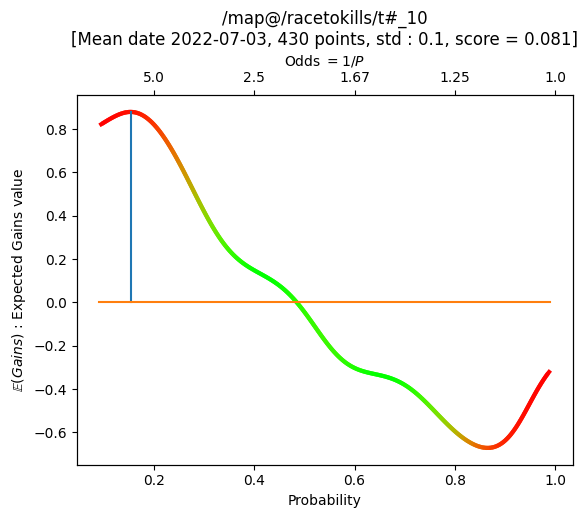 /map@/racetokills/t#_10
[Mean date 2022-07-03, 430 points, std : 0.1, score = 0.081]
Odds = 1/P
5.0 2.5 1.67 1.25 1.0
0.8
0.6
0.4
0.2
0.0
−0.2
−0.4
−0.6
𝔼(Gains) : Expected Gains value
0.2 0.4 0.6 0.8 1.0
Probability